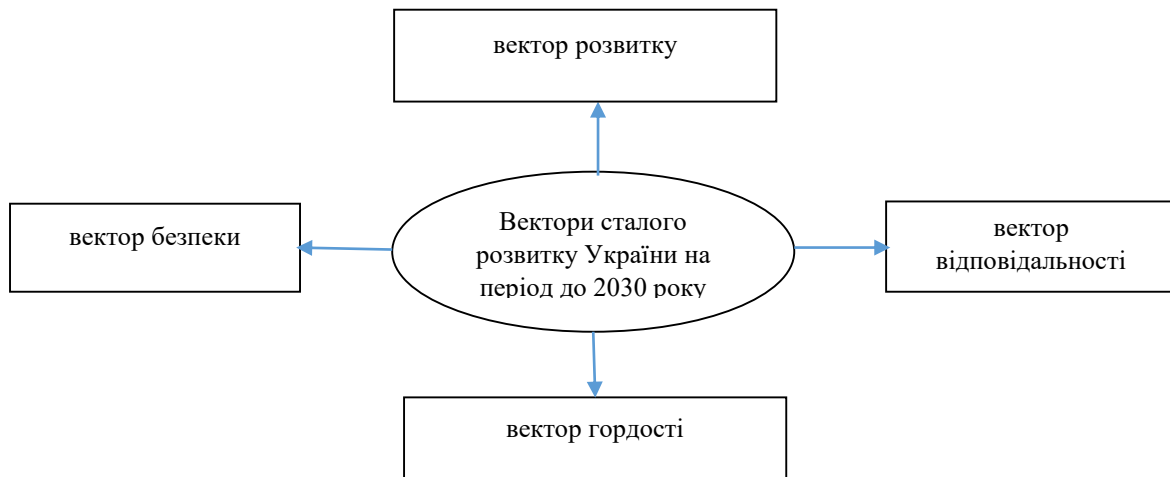 вектор розвитку
вектор безпеки
Вектори сталого
розвитку України на
період до 2030 року
вектор
відповідальності
вектор гордості